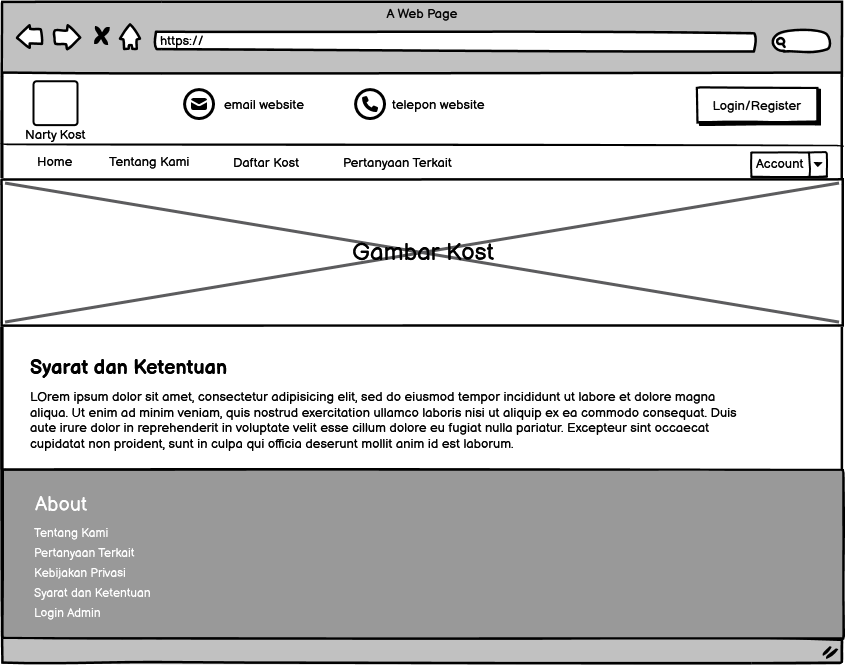 A Web Page
https://
email website
telepon website
Login/Register
Narty Kost
Home
Tentang Kami
Daftar Kost
Pertanyaan Terkait
Account
Gambar Kost
Syarat dan Ketentuan
LOrem ipsum dolor sit amet, consectetur adipisicing elit, sed do eiusmod tempor incididunt ut labore et dolore magna
aliqua. Ut enim ad minim veniam, quis nostrud exercitation ullamco laboris nisi ut aliquip ex ea commodo consequat. Duis
aute irure dolor in reprehenderit in voluptate velit esse cillum dolore eu fugiat nulla pariatur. Excepteur sint occaecat
cupidatat non proident, sunt in culpa qui officia deserunt mollit anim id est laborum.
About
Tentang Kami
Pertanyaan Terkait
Kebijakan Privasi
Syarat dan Ketentuan
Login Admin